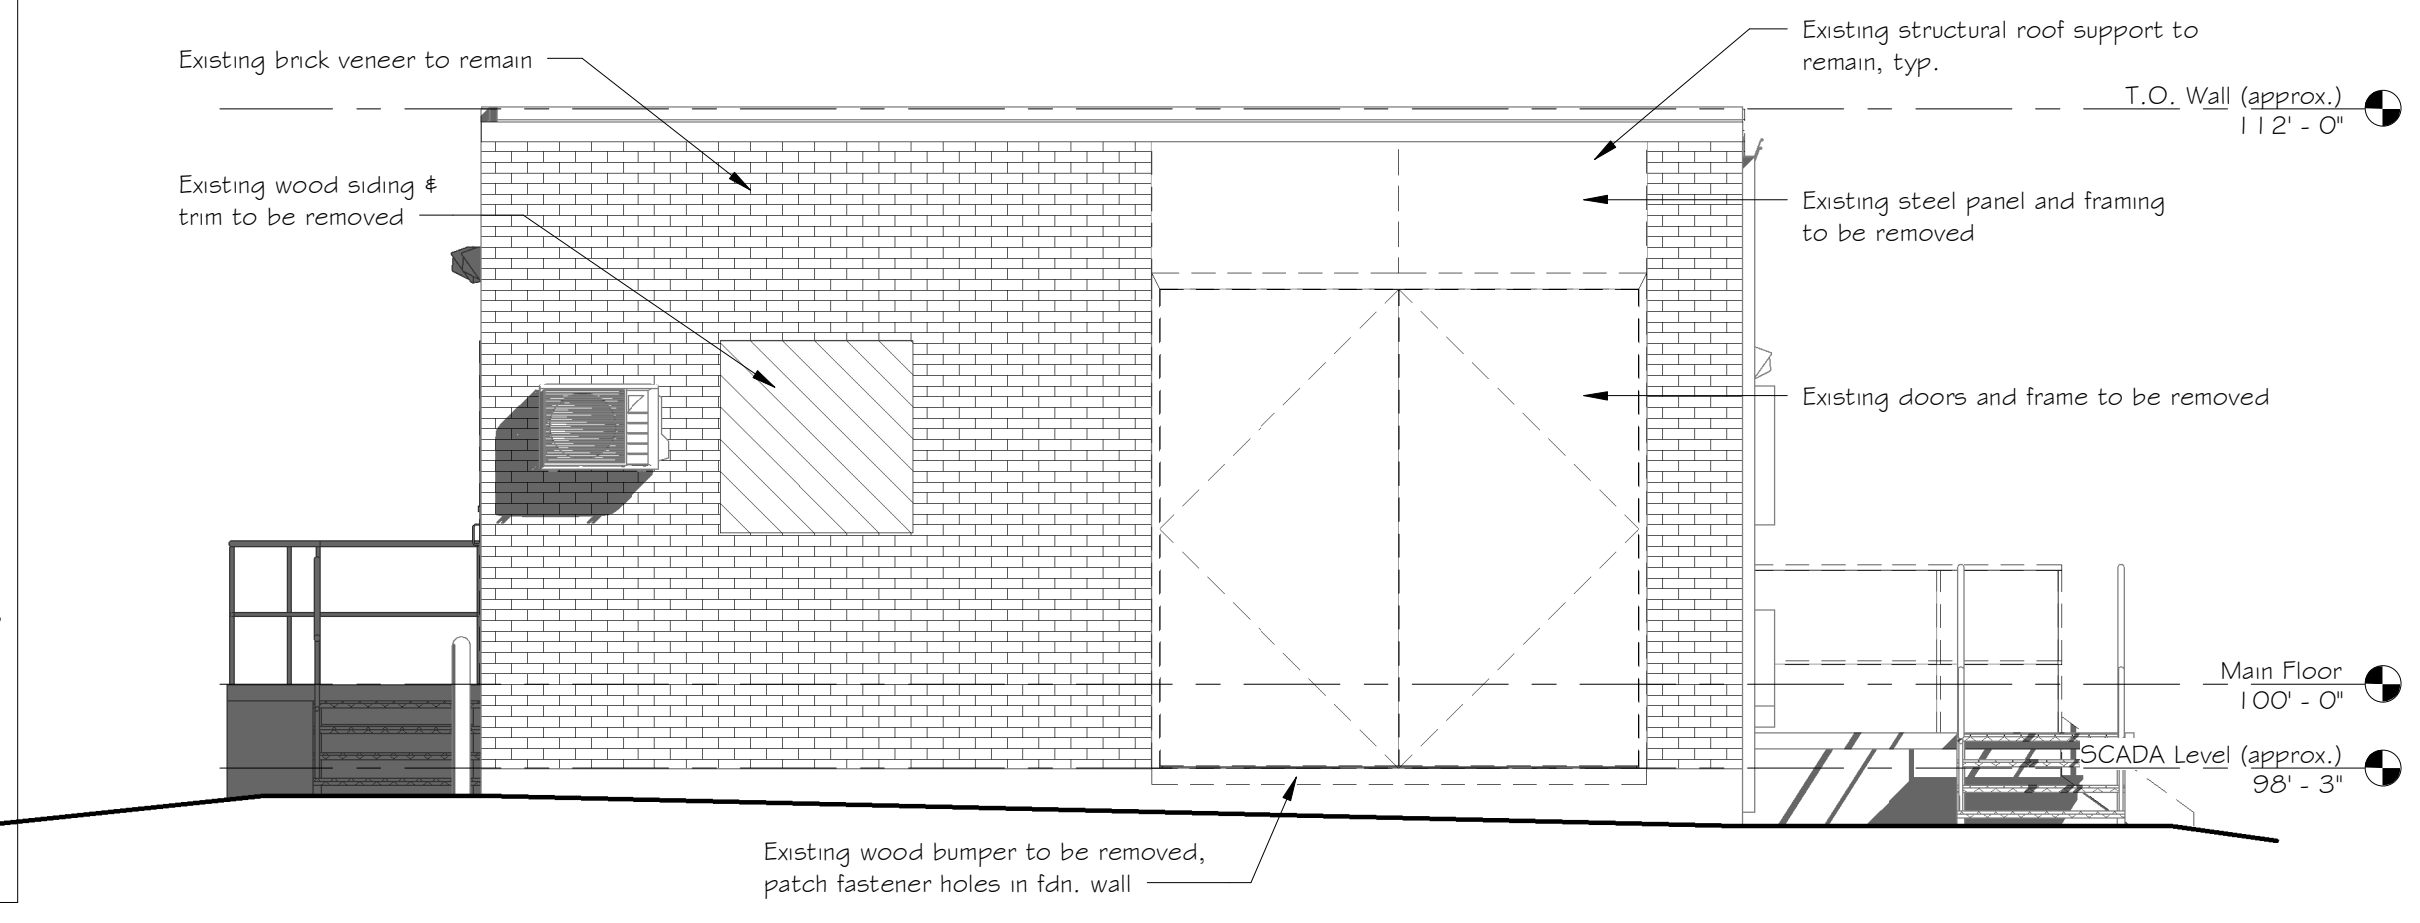 Existing brick veneer to remain
Existing structural roof support to
remain, typ.
T.O. Wall (approx.)
112' - 0"
Existing wood siding &
trim to be removed
Existing steel panel and framing
to be removed
Existing doors and frame to be removed
Main Floor
100' - 0"
SCADA Level (approx.)
98' - 3"
Existing wood bumper to be removed,
patch fastener holes in fdn. wall